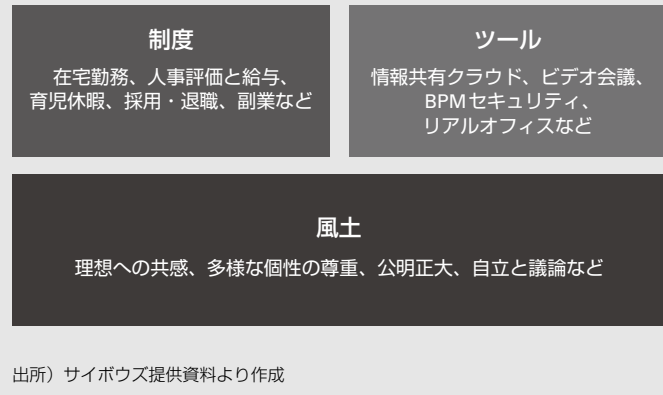 制度
在宅勤務、人事評価と給与、
育児休暇、採用・退職、副業など
ツール
情報共有クラウド、ビデオ会議、
BPMセキュリティ、
リアルオフィスなど
風土
理想への共感、多様な個性の尊重、公明正大、自立と議論など
出所）サイボウズ提供資料より作成